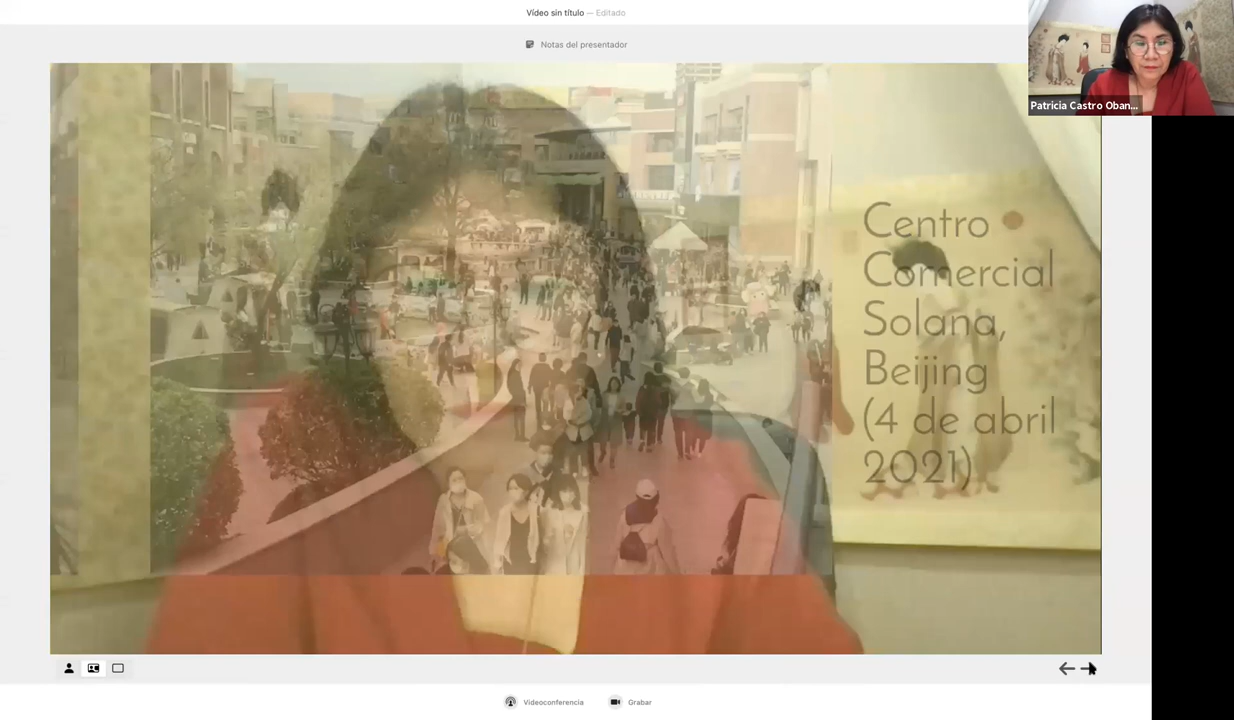 Vídeo sin título — Editado
Notas del presentador
Patricia Castro Oban...
Centro
Comercial
Solana,
Beijing
(4 de abril
2021)
Videoconferencia
Grabar